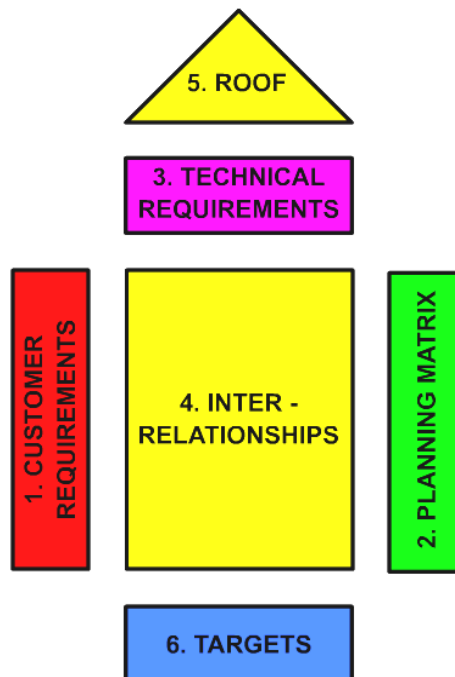 5. ROOF
3. TECHNICAL
REQUIREMENTS
1. CUSTOMER
REQUIREMENTS
4. INTER -
RELATIONSHIPS
2. PLANNING MATRIX
6. TARGETS